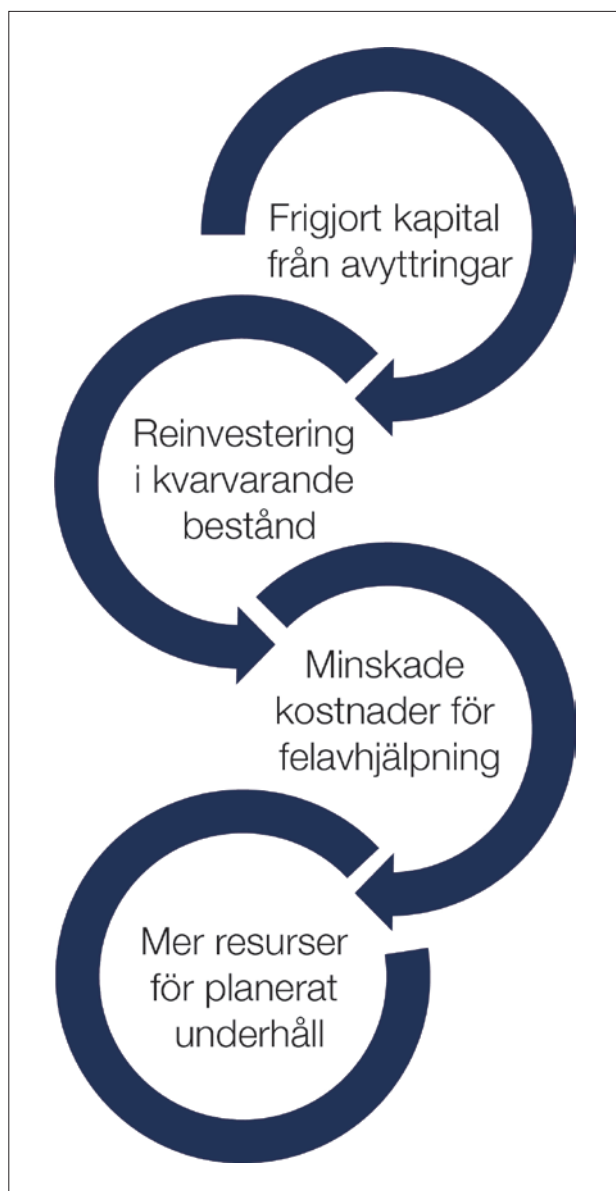 Frigjort kapital
från avyttringar
Reinvestering
i kvarvarande
bestånd
Minskade
kostnader för
felavhjälpning
Mer resurser
för planerat
underhåll